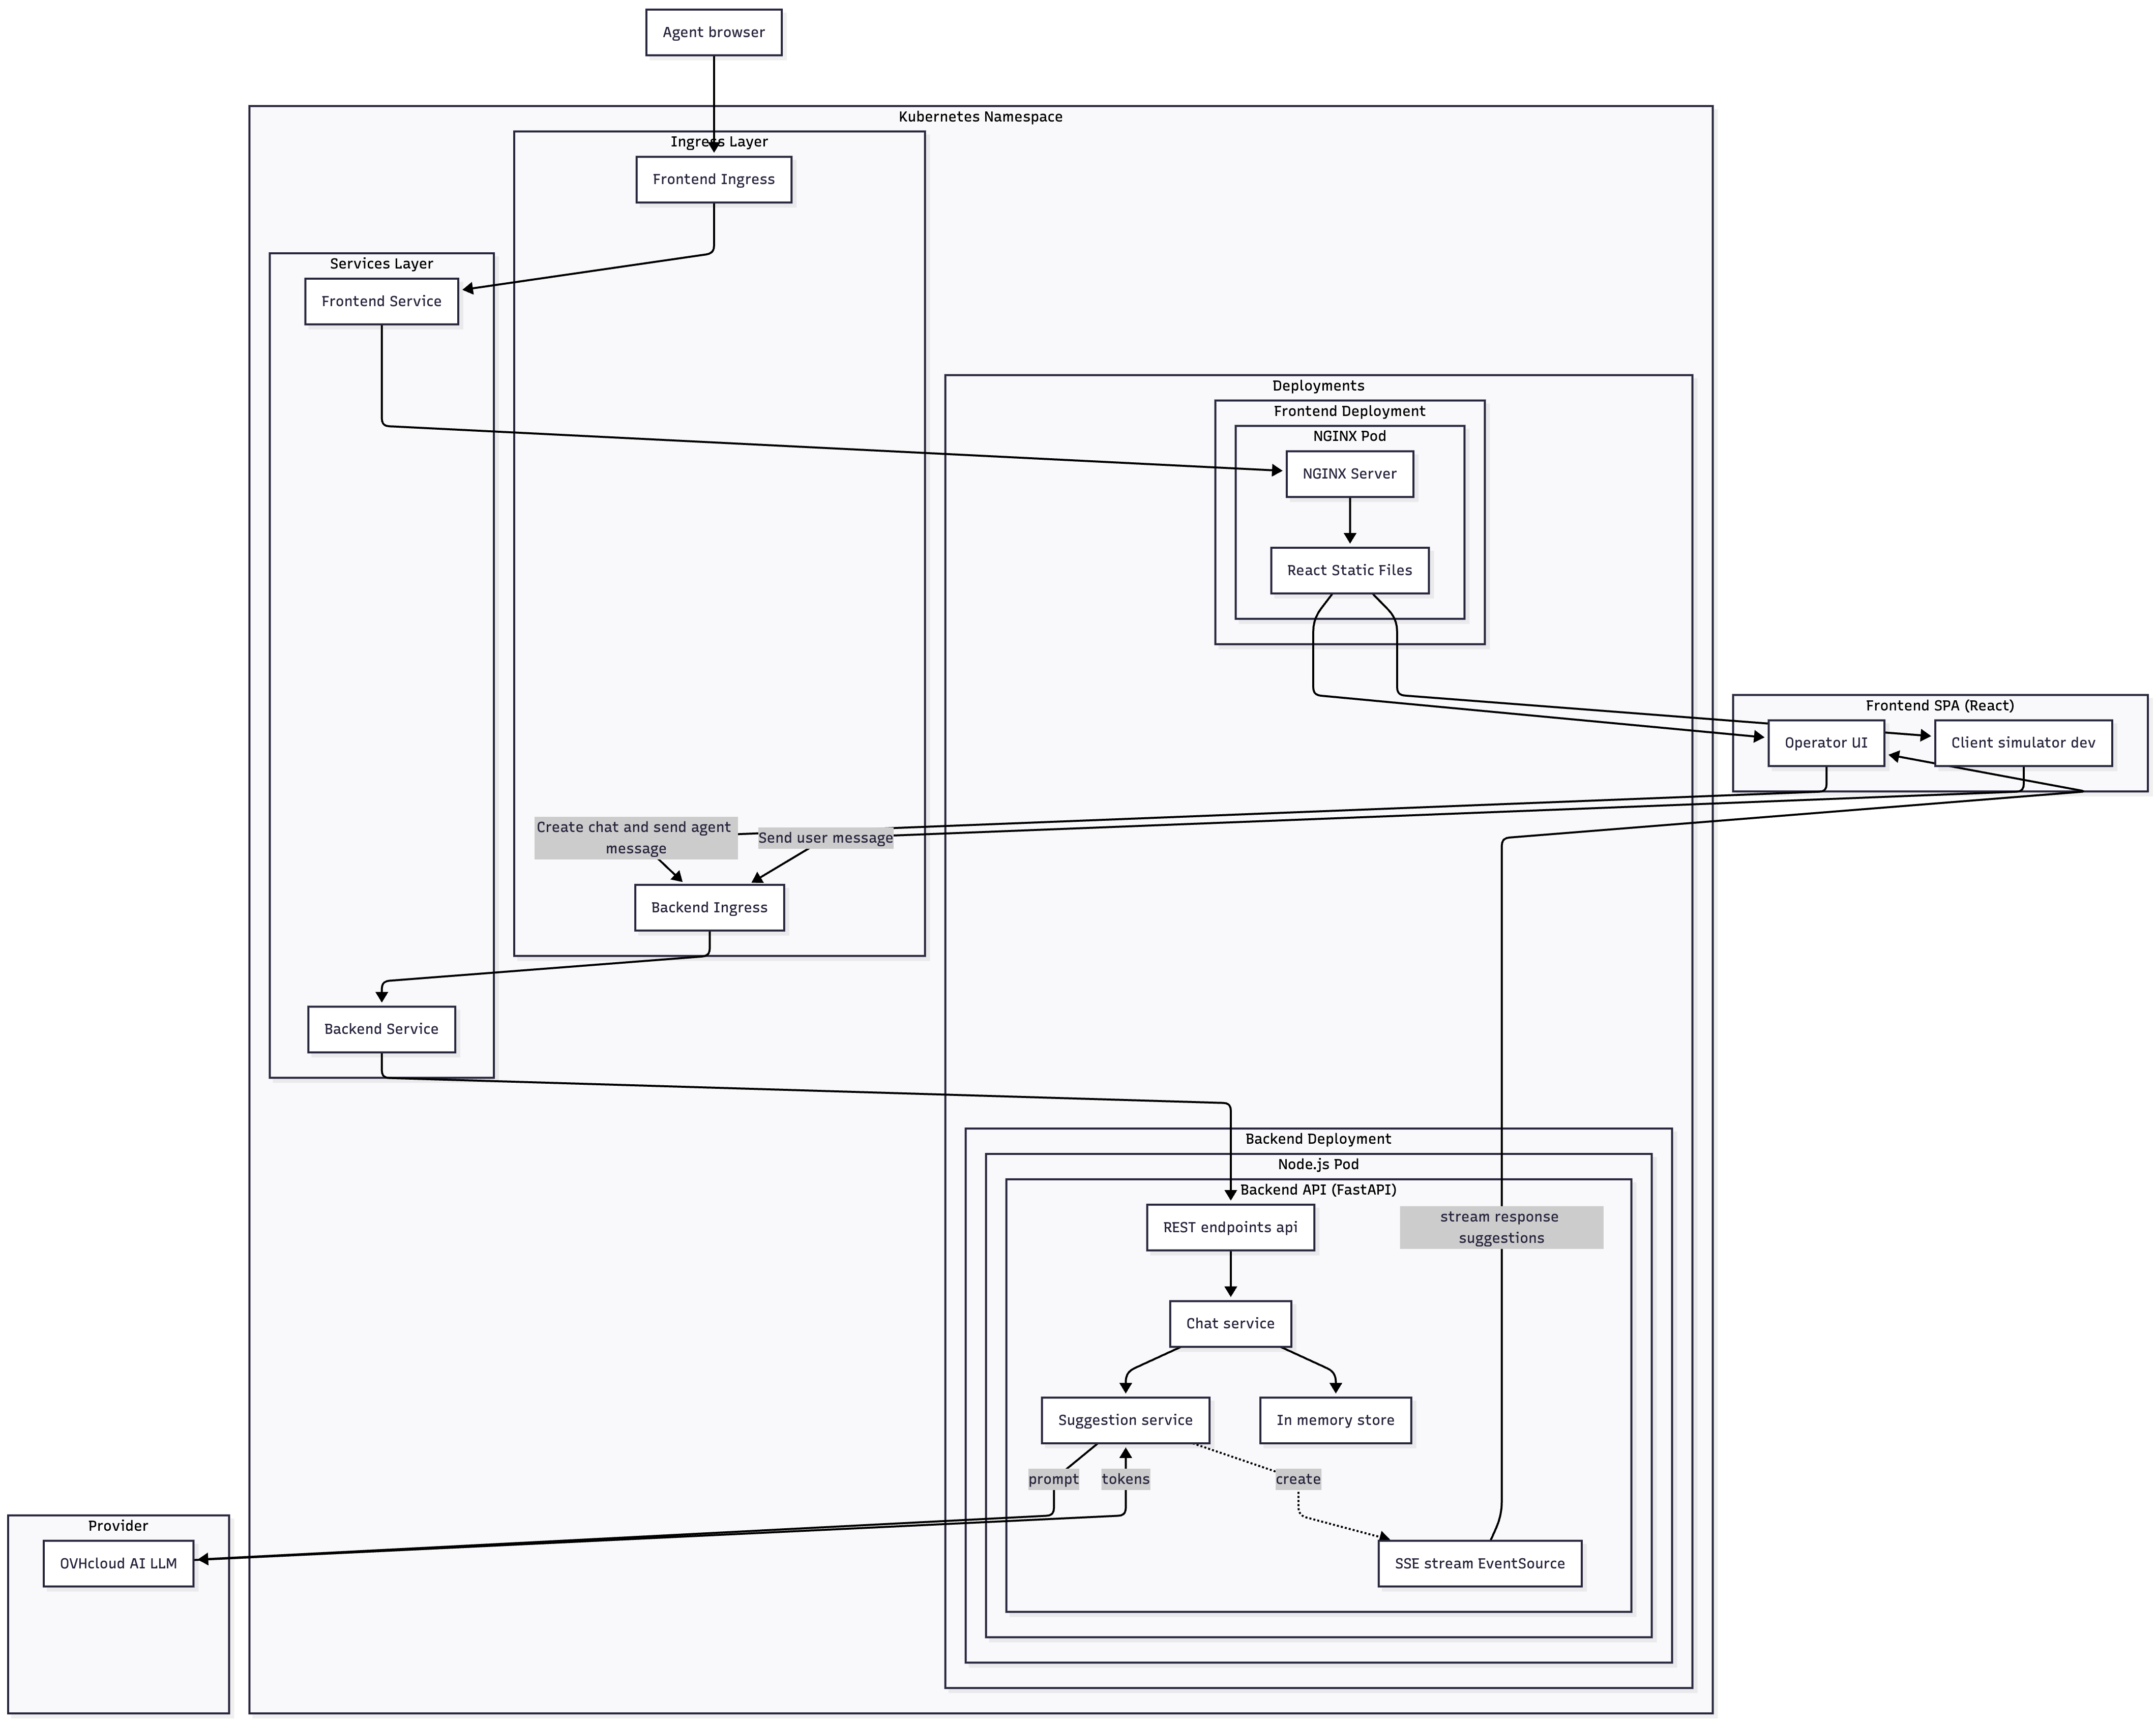 Agent browser
Kubernetes Namespace
Ingress Layer
Frontend Ingress
Services Layer
Frontend Service
Deployments
Frontend Deployment
NGINX Pod
NGINX Server
React Static Files
Frontend SPA (React)
Operator UI
Client simulator dev
Create chat and send agent
message
Send user message
Backend Ingress
Backend Service
Backend Deployment
Node.js Pod
Backend API (FastAPI)
REST endpoints api
stream response
suggestions
Chat service
Suggestion service
In memory store
prompt
tokens
create
Provider
OVHcloud AI LLM
SSE stream EventSource